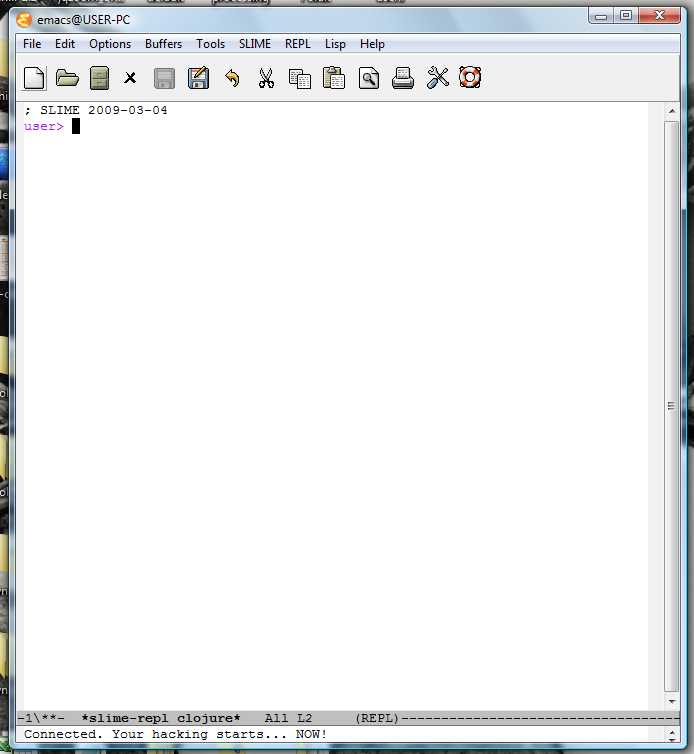 emacs@USER-PC
File Edit Options Buffers Tools SLIME REPL Lisp Help
; SLIME 2009-03-04
user>
-1\**-  *slime-repl clojure*   All L2     (REPL)-----------------------------------
Connected. Your hacking starts... NOW!